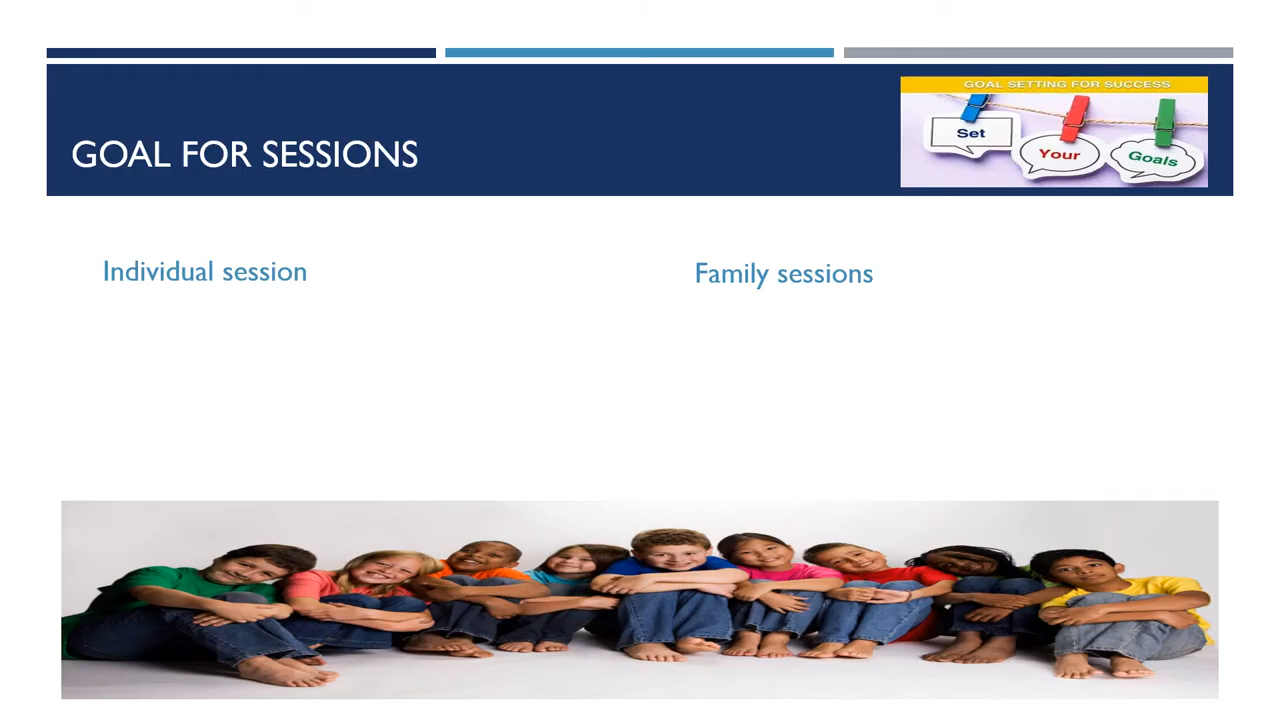 GOAL SETTING FOR SUCCESS
Set
Your
Goals
GOAL FOR SESSIONS
Individual session
Family sessions